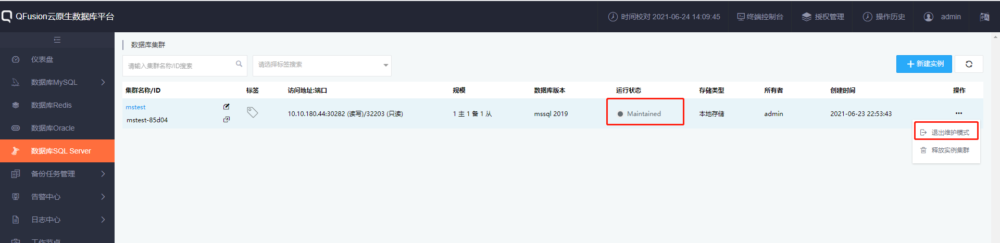 QFusion云原生数据库平台
时间校对 2021-06-24 14:09:45
终端控制台
授权管理
操作历史
admin
仪表盘
数据库MySQL
数据库Redis
数据库Oracle
数据库SQL Server
备份任务管理
告警中心
日志中心
工作节点
数据库集群
请输入集群名称/ID搜索
请选择标签搜索
新建实例
集群名称/ID 标签 访问地址:端口 规模 数据库版本 运行状态 存储类型 所有者 创建时间 操作
mstest
mstest-85d04
10.10.180.44:30282 (读写)/32203 (只读) 1 主 1 备 1 从 mssql 2019 Maintained 本地存储 admin 2021-06-23 22:53:43 •••
退出维护模式
释放实例集群